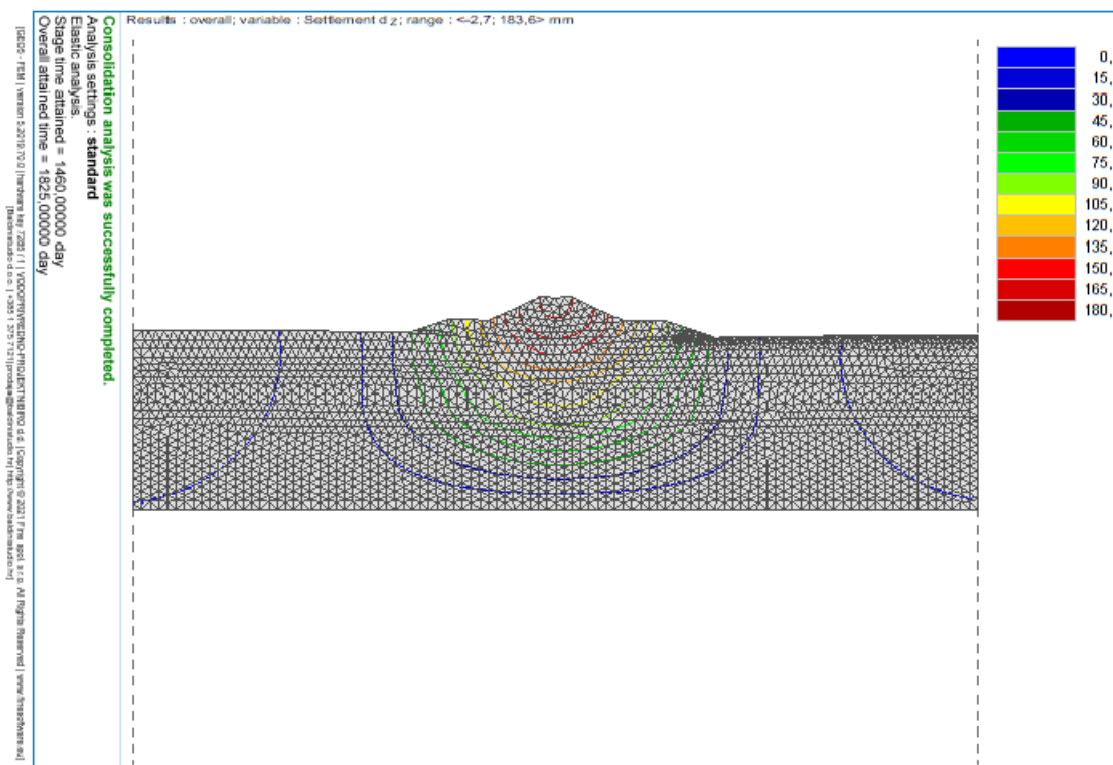 Results : overall; variable : Settlement d z; range : <-2,7; 183,6> mm
Consolidation analysis was successfully completed.
Analysis settings : standard
Elastic analysis.
Stage time attained = 1460,00000 day
Overall attained time = 1825,00000 day
0,
15,
30,
45,
60,
75,
90,
105,
120,
135,
150,
165,
180,